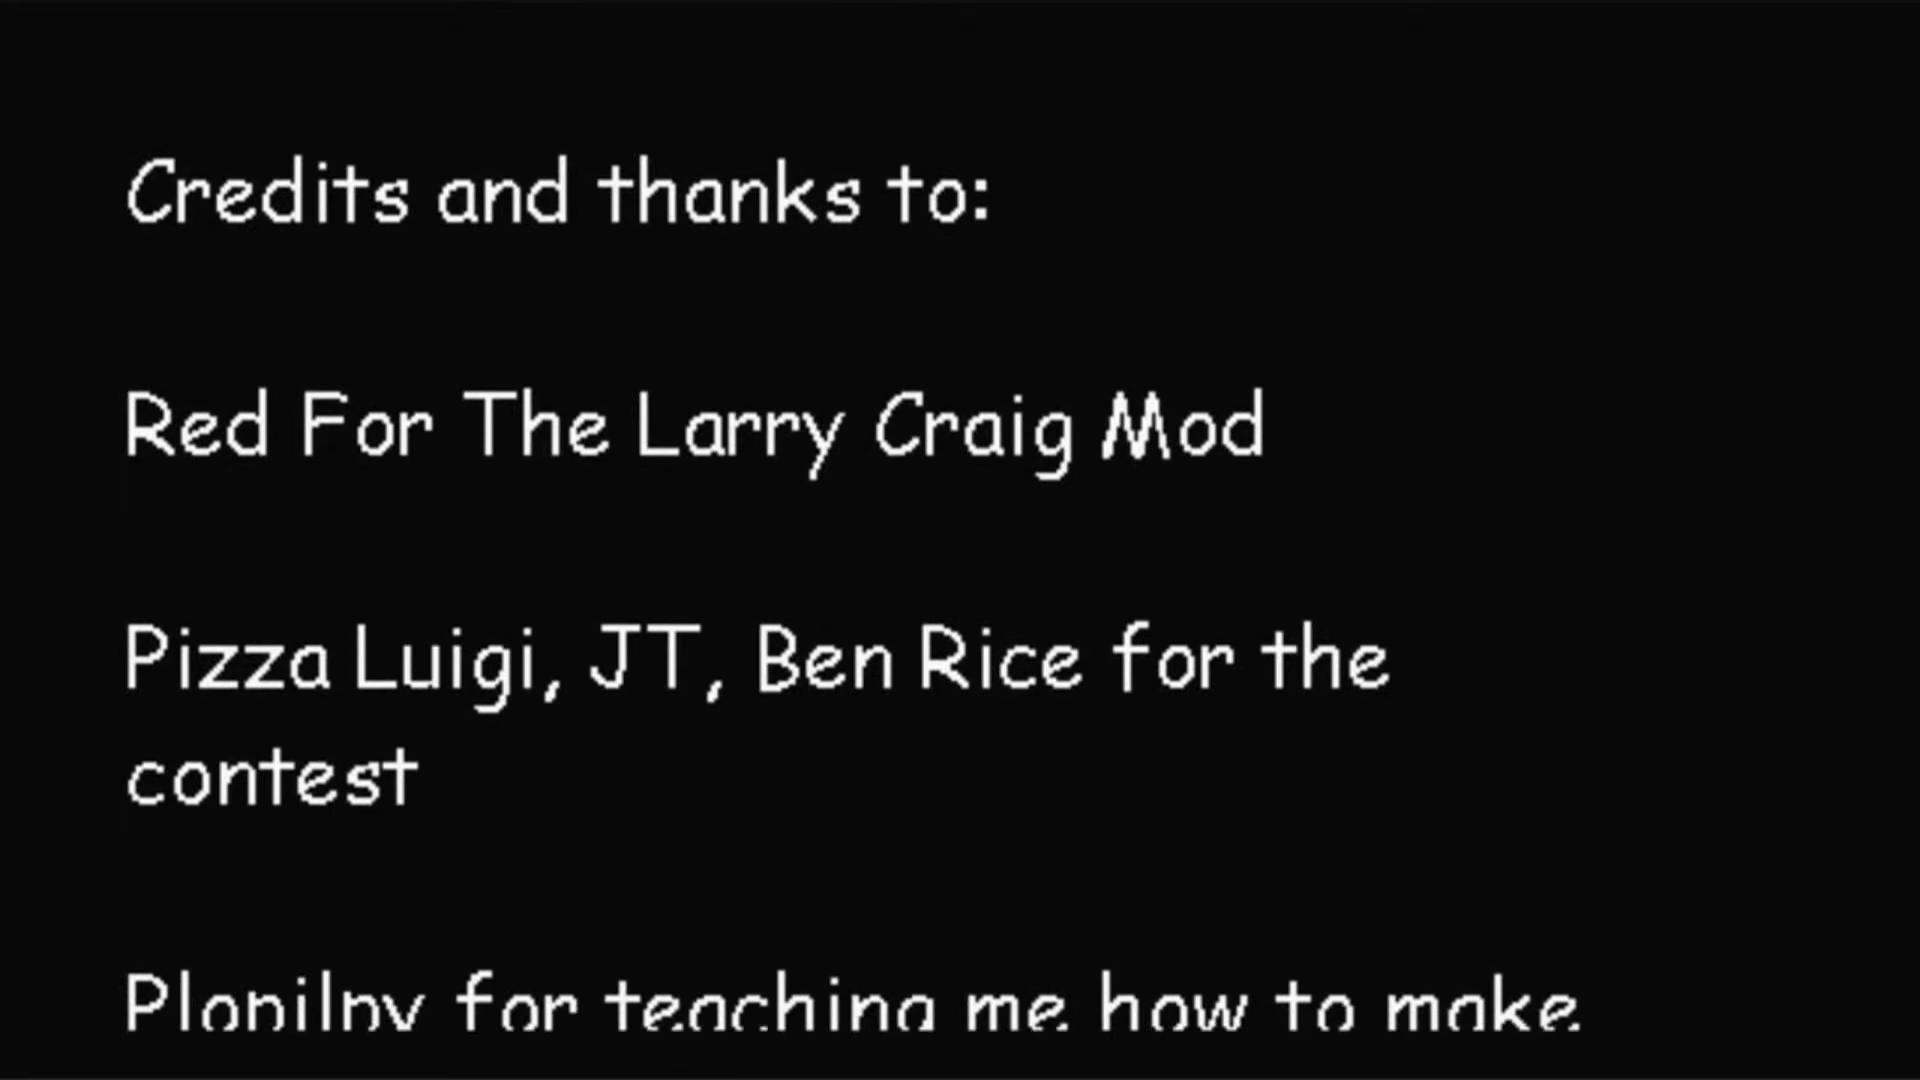 Credits and thanks to:
Red For The Larry Craig Mod
Pizza Luigi, JT, Ben Rice for the
contest
for teaching me how to make